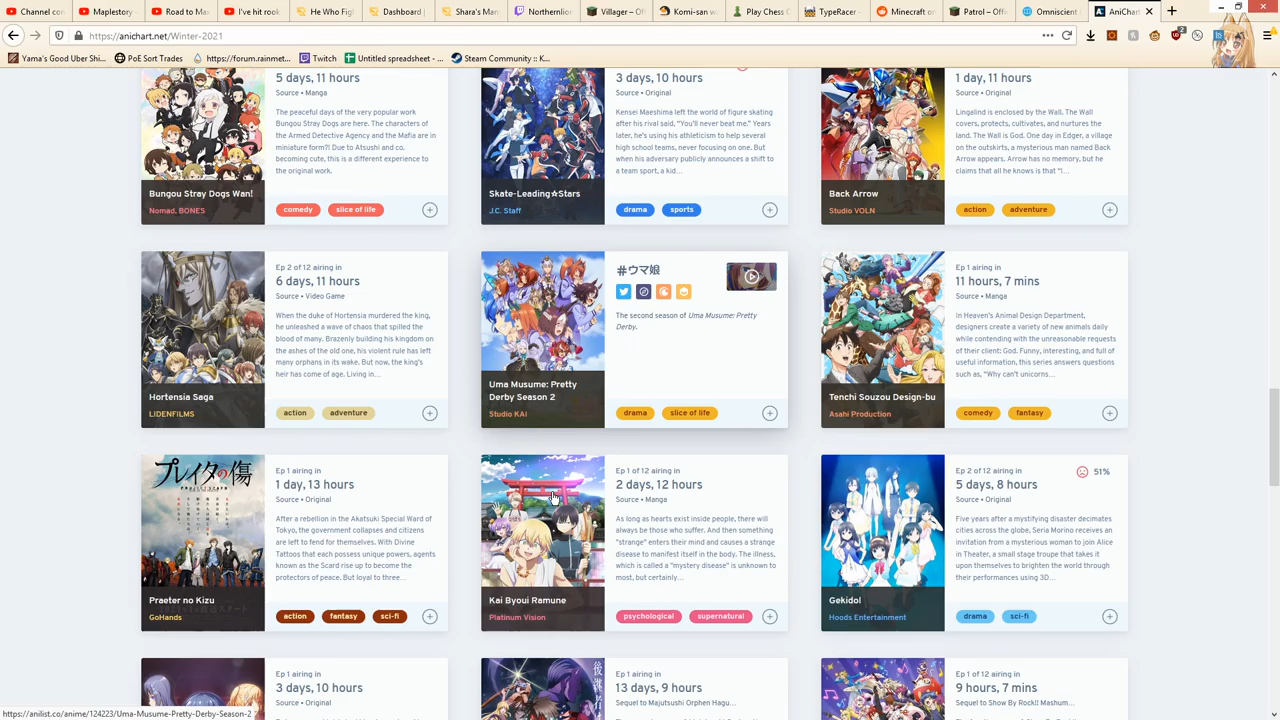 Channel con
Maplestory
Road to Ma
I've hit rook
He Who Figh
Dashboard |
Shara's Man
Northernlion
Villager – Of
Komi-san w
Play Chess O
TypeRacer -
Minecraft on
Patrol – Offi
Omniscient
AniChart
https://anichart.net/Winter-2021
Yama's Good Uber Shi...
PoE Sort Trades
https://forum.rainmet...
Twitch
Untitled spreadsheet - ...
Steam Community :: K...
5 days, 11 hours
Source • Manga
The peaceful days of the very popular work
Bungou Stray Dogs are here. The characters of
the Armed Detective Agency and the Mafia are in
miniature form?! Due to Atsushi and co.
becoming cute, this is a different experience to
the original work.
Bungou Stray Dogs Wan!
Nomad, BONES
comedy
slice of life
3 days, 10 hours
Source • Original
Kensei Maeshima left the world of figure skating
after his rival said, "You'll never beat me." Years
later, he's using his athleticism to help several
high school teams, never focusing on one. But
when his adversary publicly announces a shift to
a team sport, a kid...
Skate-Leading☆Stars
J.C. Staff
drama
sports
1 day, 11 hours
Source • Original
Lingalind is enclosed by the Wall. The Wall
covers, protects, cultivates, and nurtures the
land. The Wall is God. One day in Edger, a village
on the outskirts, a mysterious man named Back
Arrow appears. Arrow has no memory, but he
claims that all he knows is that "I...
Back Arrow
Studio VOLN
action
adventure
Ep 2 of 12 airing in
6 days, 11 hours
Source • Video Game
When the duke of Hortensia murdered the king,
he unleashed a wave of chaos that spilled the
blood of many. Brazenly building his kingdom on
the ashes of the old one, his violent rule has left
many orphans in its wake. But now, the king's
heir has come of age. Living in...
Hortensia Saga
LIDENFILMS
action
adventure
#ウマ娘
The second season of Uma Musume: Pretty
Derby.
Uma Musume: Pretty
Derby Season 2
Studio KAI
drama
slice of life
Ep 1 airing in
11 hours, 7 mins
Source • Manga
In Heaven's Animal Design Department,
designers create a variety of new animals daily
while contending with the unreasonable requests
of their client: God. Funny, interesting, and full of
useful information, this series answers questions
such as, "Why can't unicorns...
Tenchi Souzou Design-bu
Asahi Production
comedy
fantasy
プレイタの傷
Ep 1 airing in
1 day, 13 hours
Source • Original
After a rebellion in the Akatsuki Special Ward of
Tokyo, the government collapses and citizens
are left to fend for themselves. With Divine
Tattoos that each possess unique powers, agents
known as the Scard rise up to become the
protectors of peace. But loyal to three...
Praeter no Kizu
GoHands
action
fantasy
sci-fi
Ep 1 of 12 airing in
2 days, 12 hours
Source • Manga
As long as hearts exist inside people, there will
always be those who suffer. And then something
"strange" enters their mind and causes a strange
disease to manifest itself in the body. The illness,
which is called a "mystery disease" is unknown to
most, but certainly...
Kai Byoui Ramune
Platinum Vision
psychological
supernatural
Ep 2 of 12 airing in
51%
5 days, 8 hours
Source • Original
Five years after a mystifying disaster decimates
cities across the globe, Seria Morino receives an
invitation from a mysterious woman to join Alice
in Theater, a small stage troupe that takes it
upon themselves to brighten the world through
their performances using 3D...
Gekidol
Hoods Entertainment
drama
sci-fi
Ep 1 of 12 airing in
3 days, 10 hours
Ep 1 of 12 airing in
13 days, 9 hours
Sequel to Majutsushi Orphen Hagu...
Ep 1 of 12 airing in
9 hours, 7 mins
Sequel to Show By Rock!! Mashum...
https://anilist.co/anime/124223/Uma-Musume-Pretty-Derby-Season-2